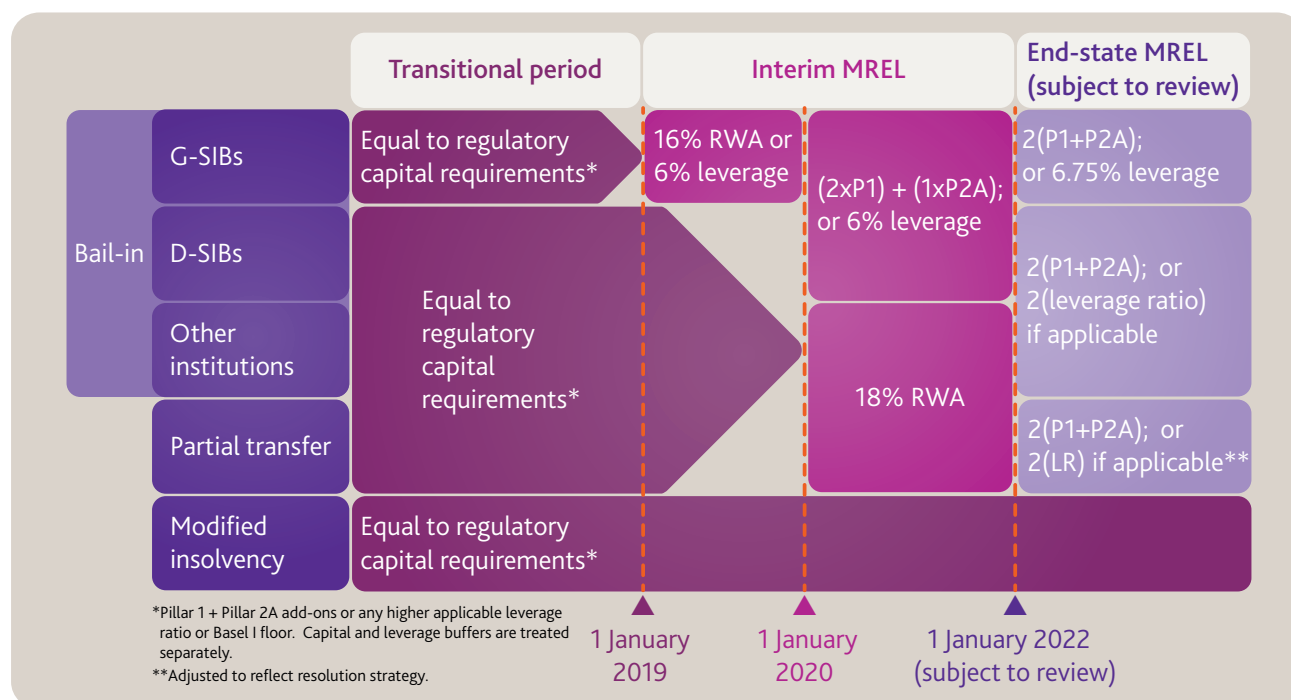 Transitional period
Interim MREL
End-state MREL
(subject to review)
Bail-in
G-SIBs
Equal to regulatory
capital requirements*
16% RWA or
6% leverage
(2xP1) + (1xP2A);
or 6% leverage
2(P1+P2A);
or 6.75% leverage
D-SIBs
Equal to
regulatory
capital
requirements*
2(P1+P2A);  or
2(leverage ratio)
if applicable
Other
institutions
18% RWA
Partial transfer
2(P1+P2A);  or
2(LR) if applicable**
Modified
insolvency
Equal to regulatory
capital requirements*
*Pillar 1 + Pillar 2A add-ons or any higher applicable leverage
ratio or Basel I floor.  Capital and leverage buffers are treated
separately.
**Adjusted to reflect resolution strategy.
1 January
2019
1 January
2020
1 January 2022
(subject to review)